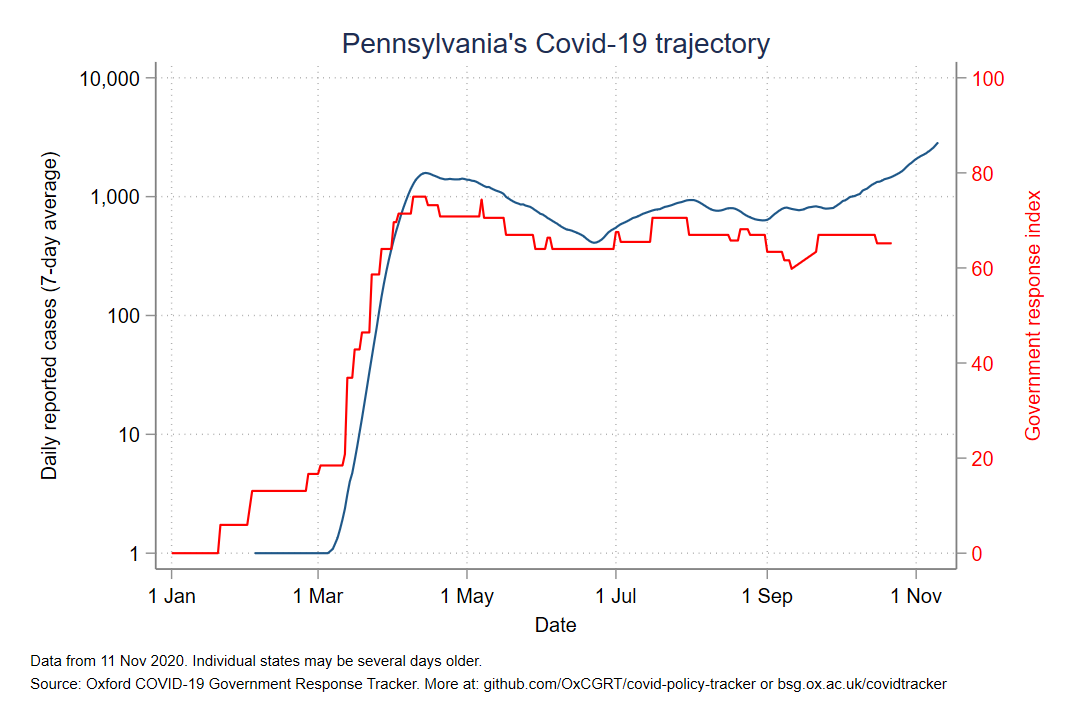 Pennsylvania's Covid-19 trajectory
10,000
1,000
100
10
1
Daily reported cases (7-day average)
100
80
60
40
20
0
Government response index
1 Jan 1 Mar 1 May 1 Jul 1 Sep 1 Nov
Date
Data from 11 Nov 2020. Individual states may be several days older.
Source: Oxford COVID-19 Government Response Tracker. More at: github.com/OxCGRT/covid-policy-tracker or bsg.ox.ac.uk/covidtracker